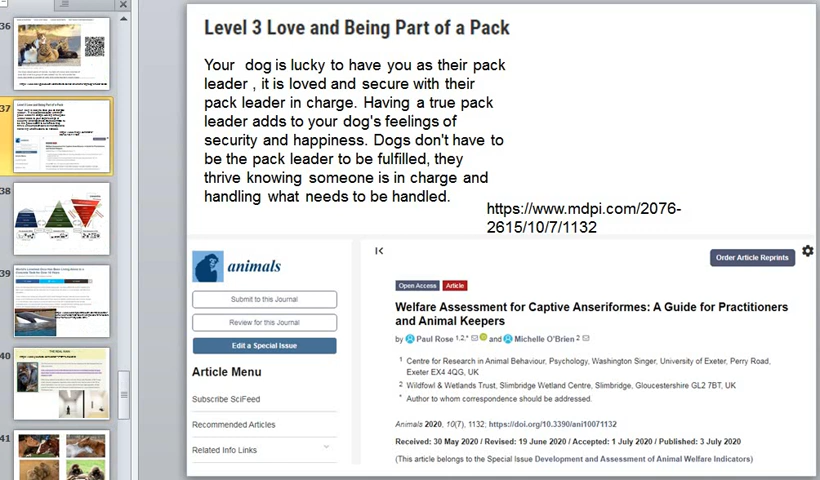 36
37
38
39
40
41
Level 3 Love and Being Part of a Pack
Your  dog is lucky to have you as their pack
leader , it is loved and secure with their
pack leader in charge. Having a true pack
leader adds to your dog's feelings of
security and happiness. Dogs don't have to
be the pack leader to be fulfilled, they
thrive knowing someone is in charge and
handling what needs to be handled.
https://www.mdpi.com/2076-
2615/10/7/1132
animals
Submit to this Journal
Review for this Journal
Edit a Special Issue
Article Menu
Subscribe SciFeed
Recommended Articles
Related Info Links
Order Article Reprints
Open Access Article
Welfare Assessment for Captive Anseriformes: A Guide for Practitioners
and Animal Keepers
by Paul Rose 1,2,* and Michelle O'Brien 2
1 Centre for Research in Animal Behaviour, Psychology, Washington Singer, University of Exeter, Perry Road,
Exeter EX4 4QG, UK
2 Wildfowl & Wetlands Trust, Slimbridge Wetland Centre, Slimbridge, Gloucestershire GL2 7BT, UK
* Author to whom correspondence should be addressed.
Animals 2020, 10(7), 1132; https://doi.org/10.3390/ani10071132
Received: 30 May 2020 / Revised: 19 June 2020 / Accepted: 1 July 2020 / Published: 3 July 2020
(This article belongs to the Special Issue Development and Assessment of Animal Welfare Indicators)